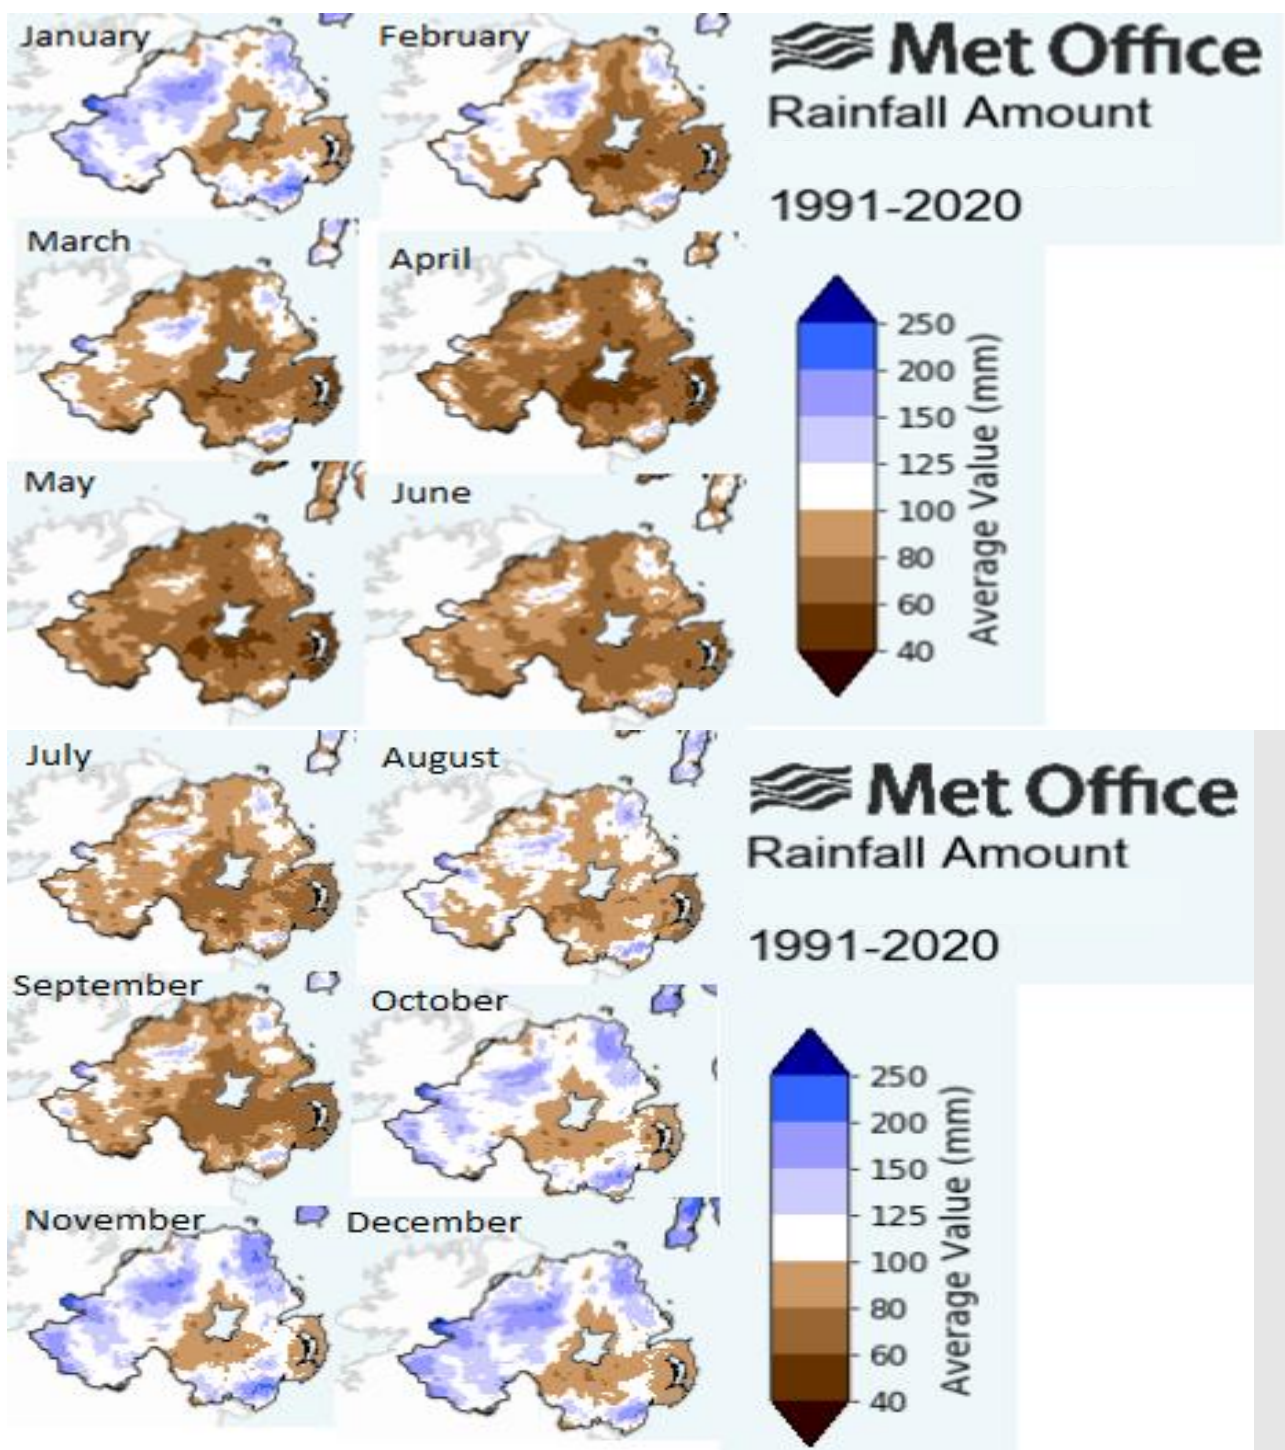 January
February
Met Office
Rainfall Amount
1991-2020
March
April
May
June
250
200
150
125
100
80
60
40
Average Value (mm)
July
August
Met Office
Rainfall Amount
1991-2020
September
October
November
December
250
200
150
125
100
80
60
40
Average Value (mm)